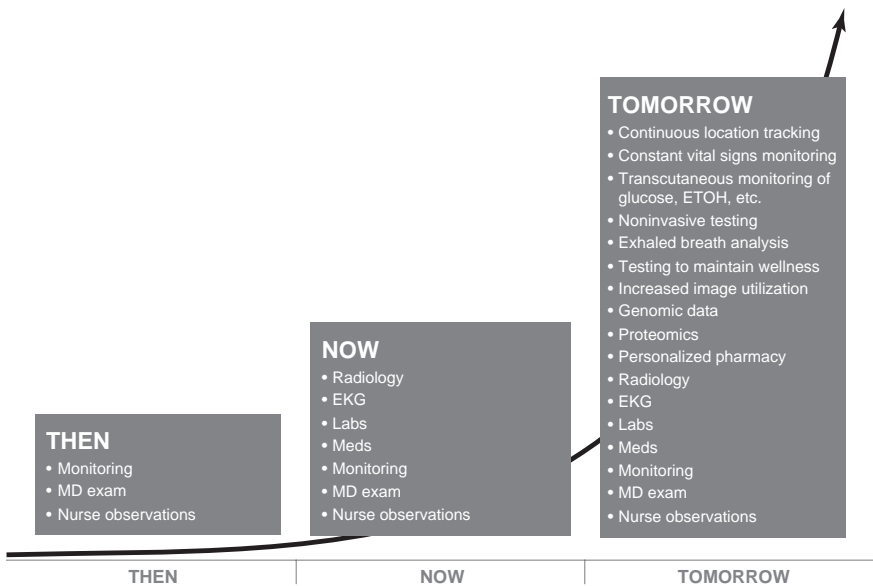 THEN
• Monitoring
• MD exam
• Nurse observations
NOW
• Radiology
• EKG
• Labs
• Meds
• Monitoring
• MD exam
• Nurse observations
TOMORROW
• Continuous location tracking
• Constant vital signs monitoring
• Transcutaneous monitoring of
glucose, ETOH, etc.
• Noninvasive testing
• Exhaled breath analysis
• Testing to maintain wellness
• Increased image utilization
• Genomic data
• Proteomics
• Personalized pharmacy
• Radiology
• EKG
• Labs
• Meds
• Monitoring
• MD exam
• Nurse observations
THEN NOW TOMORROW